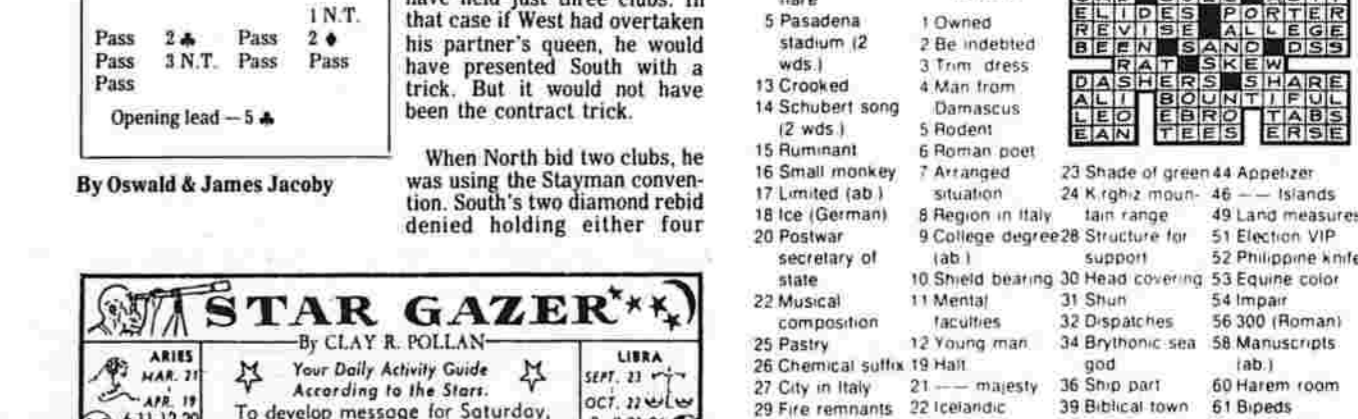 1 N.T.
Pass 2♣ Pass 2♦
Pass 3 N.T. Pass Pass
Pass
Opening lead — 5♣
By Oswald & James Jacoby
have held just three clubs. In
that case if West had overtaken
his partner's queen, he would
have presented South with a
trick. But it would not have
been the contract trick.
When North bid two clubs, he
was using the Stayman conven-
tion. South's two diamond rebid
denied holding either four
STAR GAZER
By CLAY R. POLLAN
ARIES
MAR. 21
APR. 19
Your Daily Activity Guide
According to the Stars.
To develop message for Saturday,
LIBRA
SEPT. 23
OCT. 22
hare
5 Pasadena
stadium (2
wds.)
13 Crooked
14 Schubert song
(2 wds.)
15 Ruminant
16 Small monkey
17 Limited (ab.)
18 Ice (German)
20 Postwar
secretary of
state
22 Musical
composition
25 Pastry
26 Chemical suffix
27 City in Italy
29 Fire remnants
1 Owned
2 Be indebted
3 Trim dress
4 Man from
Damascus
5 Rodent
6 Roman poet
7 Arranged
situation
8 Region in Italy
9 College degree
(ab.)
10 Shield bearing
11 Mental
faculties
12 Young man
19 Halt
21 —— majesty
22 Icelandic
ELIDES PORTER
REVISE ALLEGE
BEEN SAND DSS
RAT SKEW
DASHERS SHARE
ALI BOUNTIFUL
LEO EBRO TABS
EAN TEES ERSE
23 Shade of green
24 Kirghiz moun-
tain range
28 Structure for
support
30 Head covering
31 Shun
32 Dispatches
34 Brythonic sea
god
36 Ship part
39 Biblical town
44 Appetizer
46 —— Islands
49 Land measures
51 Election VIP
52 Philippine knife
53 Equine color
54 Impair
56 300 (Roman)
58 Manuscripts
(ab.)
60 Harem room
61 Bipeds